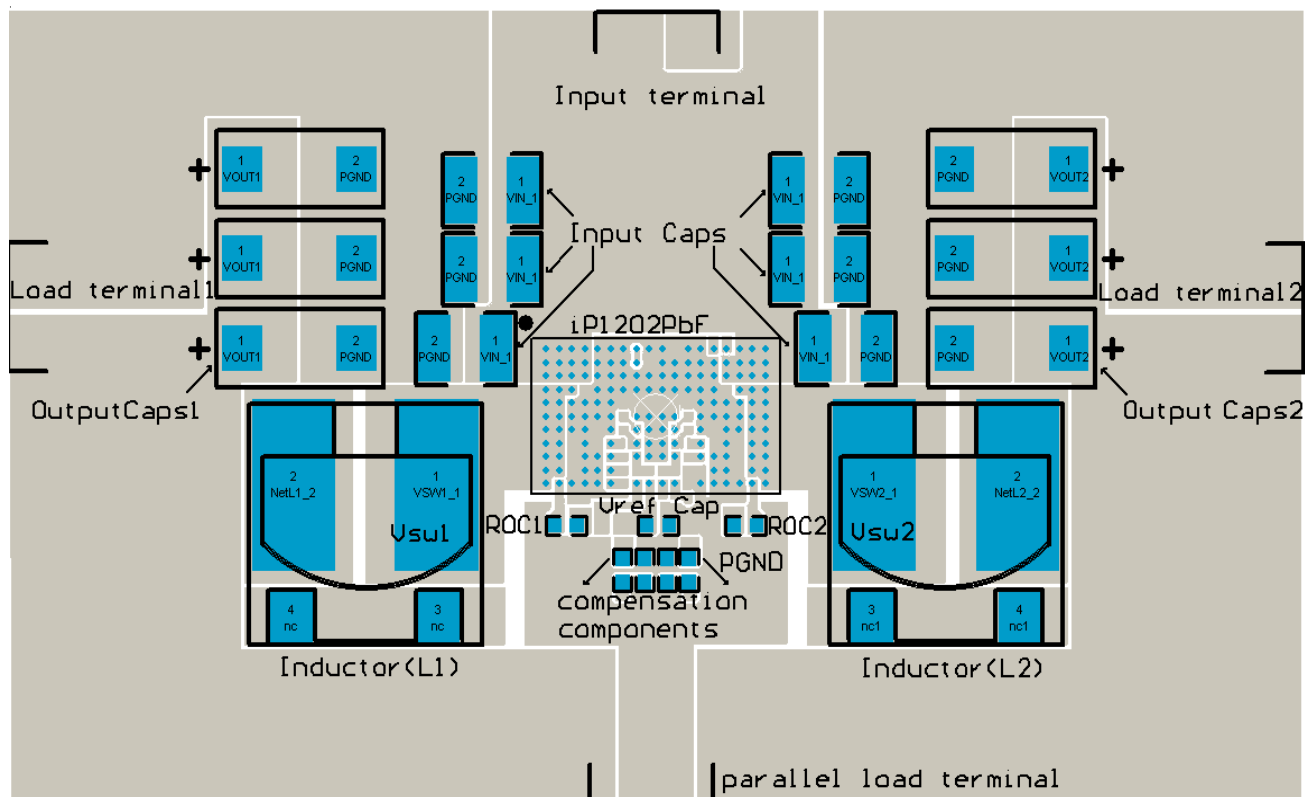 Input terminal
1 VOUT1
2 PGND
2 PGND
1 VIN_1
1 VIN_1
2 PGND
2 PGND
1 VOUT2
Input Caps
1 VOUT1
2 PGND
2 PGND
1 VIN_1
1 VIN_1
2 PGND
2 PGND
1 VOUT2
Load terminal1
Load terminal2
iP1202PbF
1 VOUT1
2 PGND
2 PGND
1 VIN_1
1 VIN_1
2 PGND
2 PGND
1 VOUT2
OutputCaps1
Output Caps2
2 NetL1_2
1 VSW1_1
1 VSW2_1
2 NetL2_2
Vref Cap
Vsw1
ROC1
ROC2
Vsw2
PGND
compensation
components
4 nc
3 nc
3 nc1
4 nc1
Inductor(L1)
Inductor(L2)
parallel load terminal